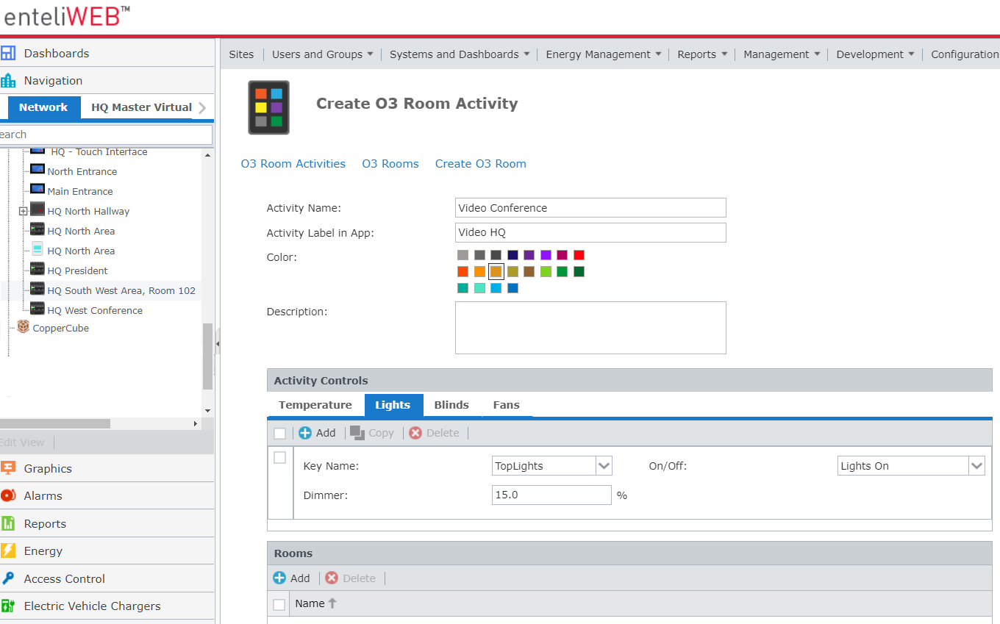 enteliWEB™
Dashboards
Navigation
Network HQ Master Virtual
earch
HQ - Touch Interface
North Entrance
Main Entrance
HQ North Hallway
HQ North Area
HQ North Area
HQ President
HQ South West Area, Room 102
HQ West Conference
CopperCube
Edit View
Graphics
Alarms
Reports
Energy
Access Control
Electric Vehicle Chargers
Sites Users and Groups Systems and Dashboards Energy Management Reports Management Development Configuration
Create O3 Room Activity
O3 Room Activities O3 Rooms Create O3 Room
Activity Name: Video Conference
Activity Label in App: Video HQ
Color:
Description:
Activity Controls
Temperature Lights Blinds Fans
Add Copy Delete
Key Name: TopLights On/Off: Lights On
Dimmer: 15.0 %
Rooms
Add Delete
Name